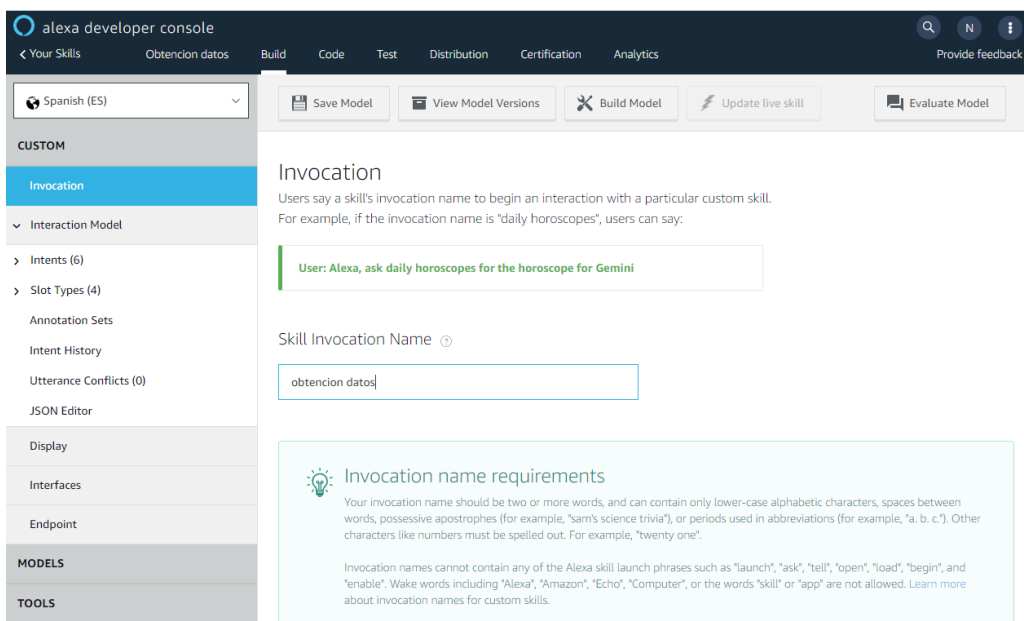 alexa developer console
N
Your Skills
Obtencion datos
Build
Code
Test
Distribution
Certification
Analytics
Provide feedback
Spanish (ES)
Save Model
View Model Versions
Build Model
Update live skill
Evaluate Model
CUSTOM
Invocation
Interaction Model
Intents (6)
Slot Types (4)
Annotation Sets
Intent History
Utterance Conflicts (0)
JSON Editor
Display
Interfaces
Endpoint
MODELS
TOOLS
Invocation
Users say a skill's invocation name to begin an interaction with a particular custom skill.
For example, if the invocation name is "daily horoscopes", users can say:
User: Alexa, ask daily horoscopes for the horoscope for Gemini
Skill Invocation Name ?
obtencion datos
Invocation name requirements
Your invocation name should be two or more words, and can contain only lower-case alphabetic characters, spaces between
words, possessive apostrophes (for example, "sam's science trivia"), or periods used in abbreviations (for example, "a. b. c."). Other
characters like numbers must be spelled out. For example, "twenty one".
Invocation names cannot contain any of the Alexa skill launch phrases such as "launch", "ask", "tell", "open", "load", "begin", and
"enable". Wake words including "Alexa", "Amazon", "Echo", "Computer", or the words "skill" or "app" are not allowed. Learn more
about invocation names for custom skills.